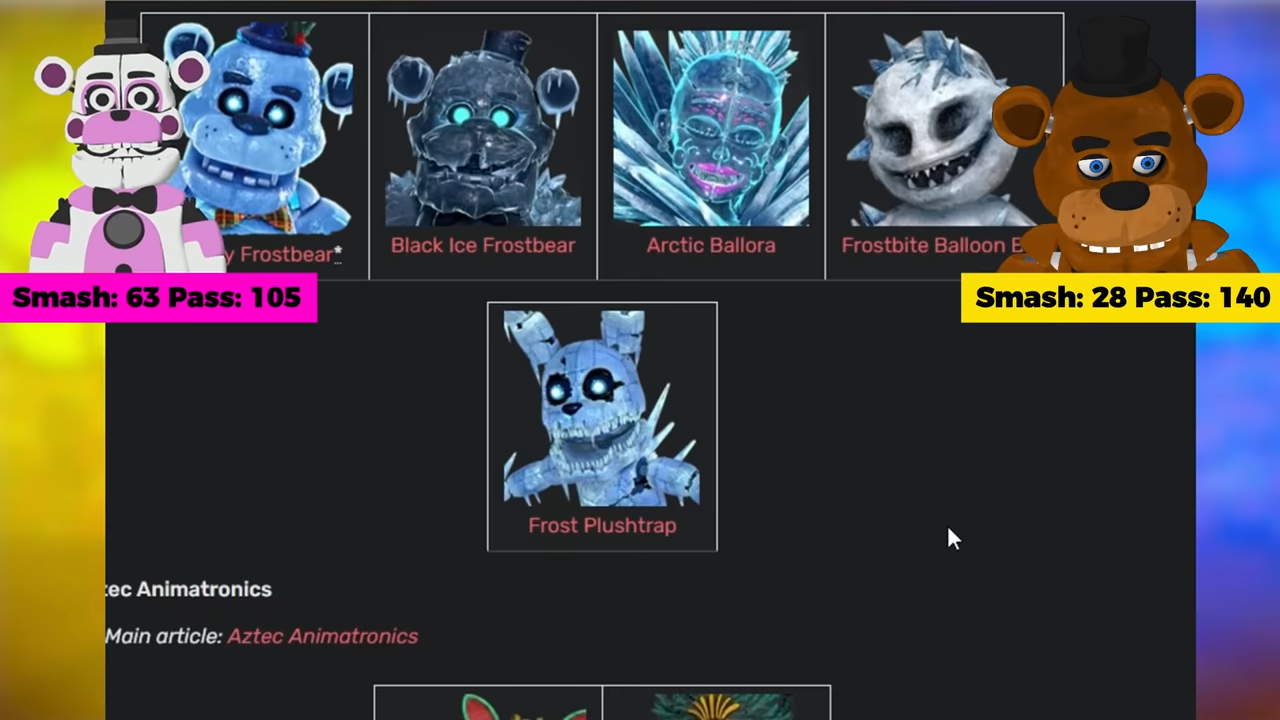 y Frostbear*
Black Ice Frostbear
Arctic Ballora
Frostbite Balloon B
Smash: 63 Pass: 105
Smash: 28 Pass: 140
Frost Plushtrap
tec Animatronics
Main article: Aztec Animatronics